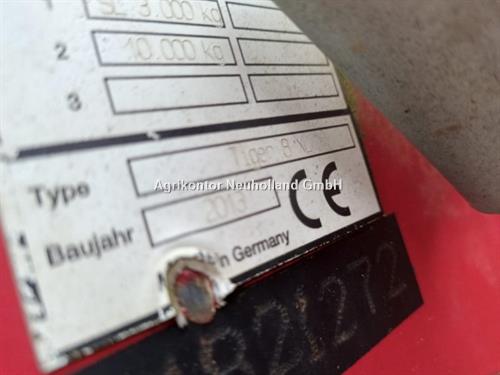 1 SL 3.000 kg
2 10.000 kg
3
Type Tiger 8
Agrikontor Neuholland GmbH
Baujahr 2013 CE
Germany
821272